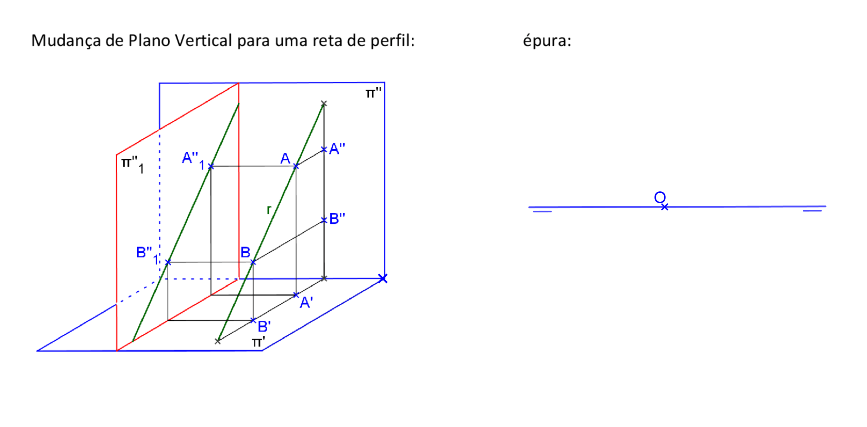 Mudança de Plano Vertical para uma reta de perfil:
épura:
π"
π"1
A"1
A
A"
r
B"
B"1
B
A'
B'
π'
O